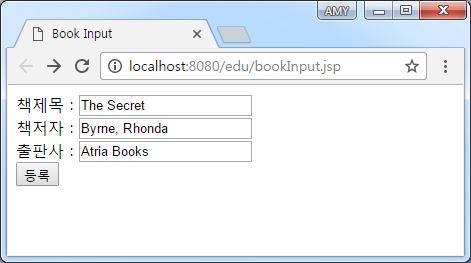 AMY
Book Input
localhost:8080/edu/bookInput.jsp
책제목 : The Secret
책저자 : Byrne, Rhonda
출판사 : Atria Books
등록